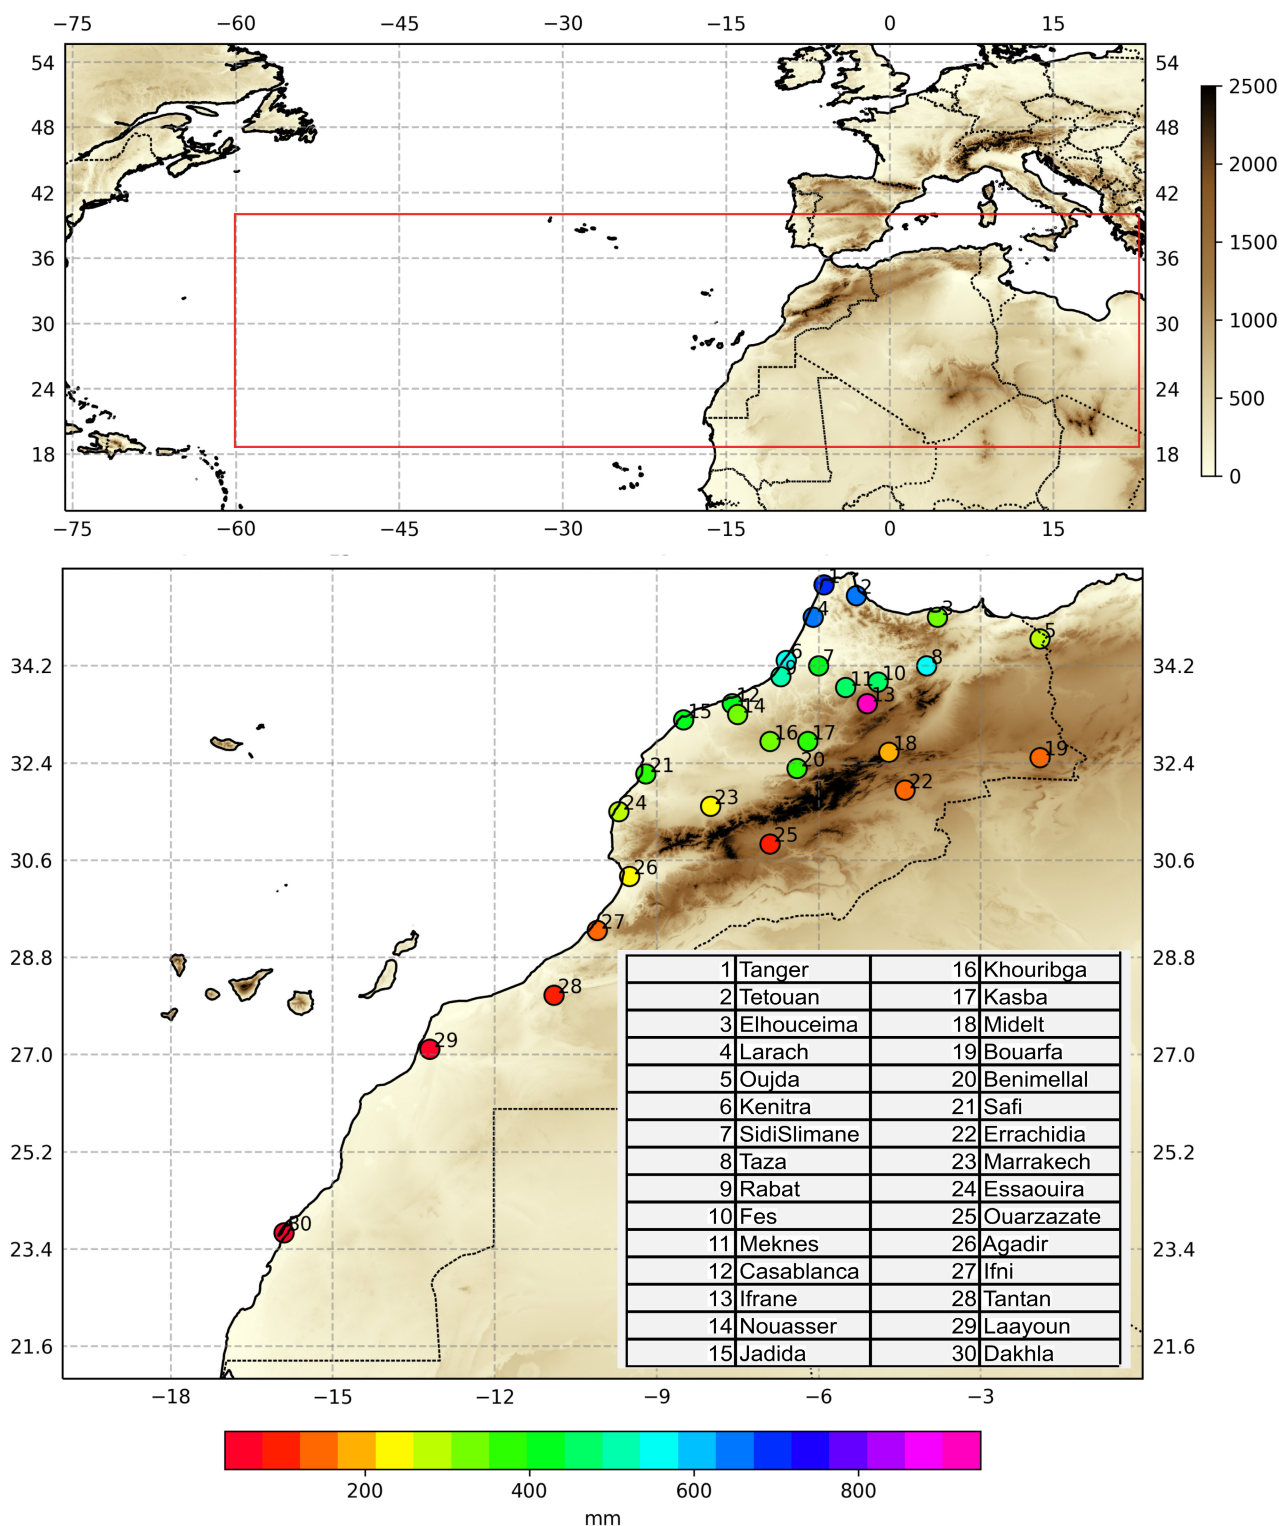 −75 −60 −45 −30 −15 0 15
54 54
2500
48 48
2000
42 42
1500
36 36
1000
30 30
24 24
500
18 18
0
−75 −60 −45 −30 −15 0 15
1
2
4 3
5
6 7 8 34.2
34.2
9 11 10
12 13
15 14
16 17 18 19
32.4 21 20 32.4
22
24 23
25
30.6 30.6
26
27
28.8 28.8
28
29
27.0 27.0
25.2 25.2
30
23.4 23.4
21.6 21.6
1 Tanger 16 Khouribga
2 Tetouan 17 Kasba
3 Elhouceima 18 Midelt
4 Larach 19 Bouarfa
5 Oujda 20 Benimellal
6 Kenitra 21 Safi
7 SidiSlimane 22 Errachidia
8 Taza 23 Marrakech
9 Rabat 24 Essaouira
10 Fes 25 Ouarzazate
11 Meknes 26 Agadir
12 Casablanca 27 Ifni
13 Ifrane 28 Tantan
14 Nouasser 29 Laayoun
15 Jadida 30 Dakhla
−18 −15 −12 −9 −6 −3
200 400 600 800
mm